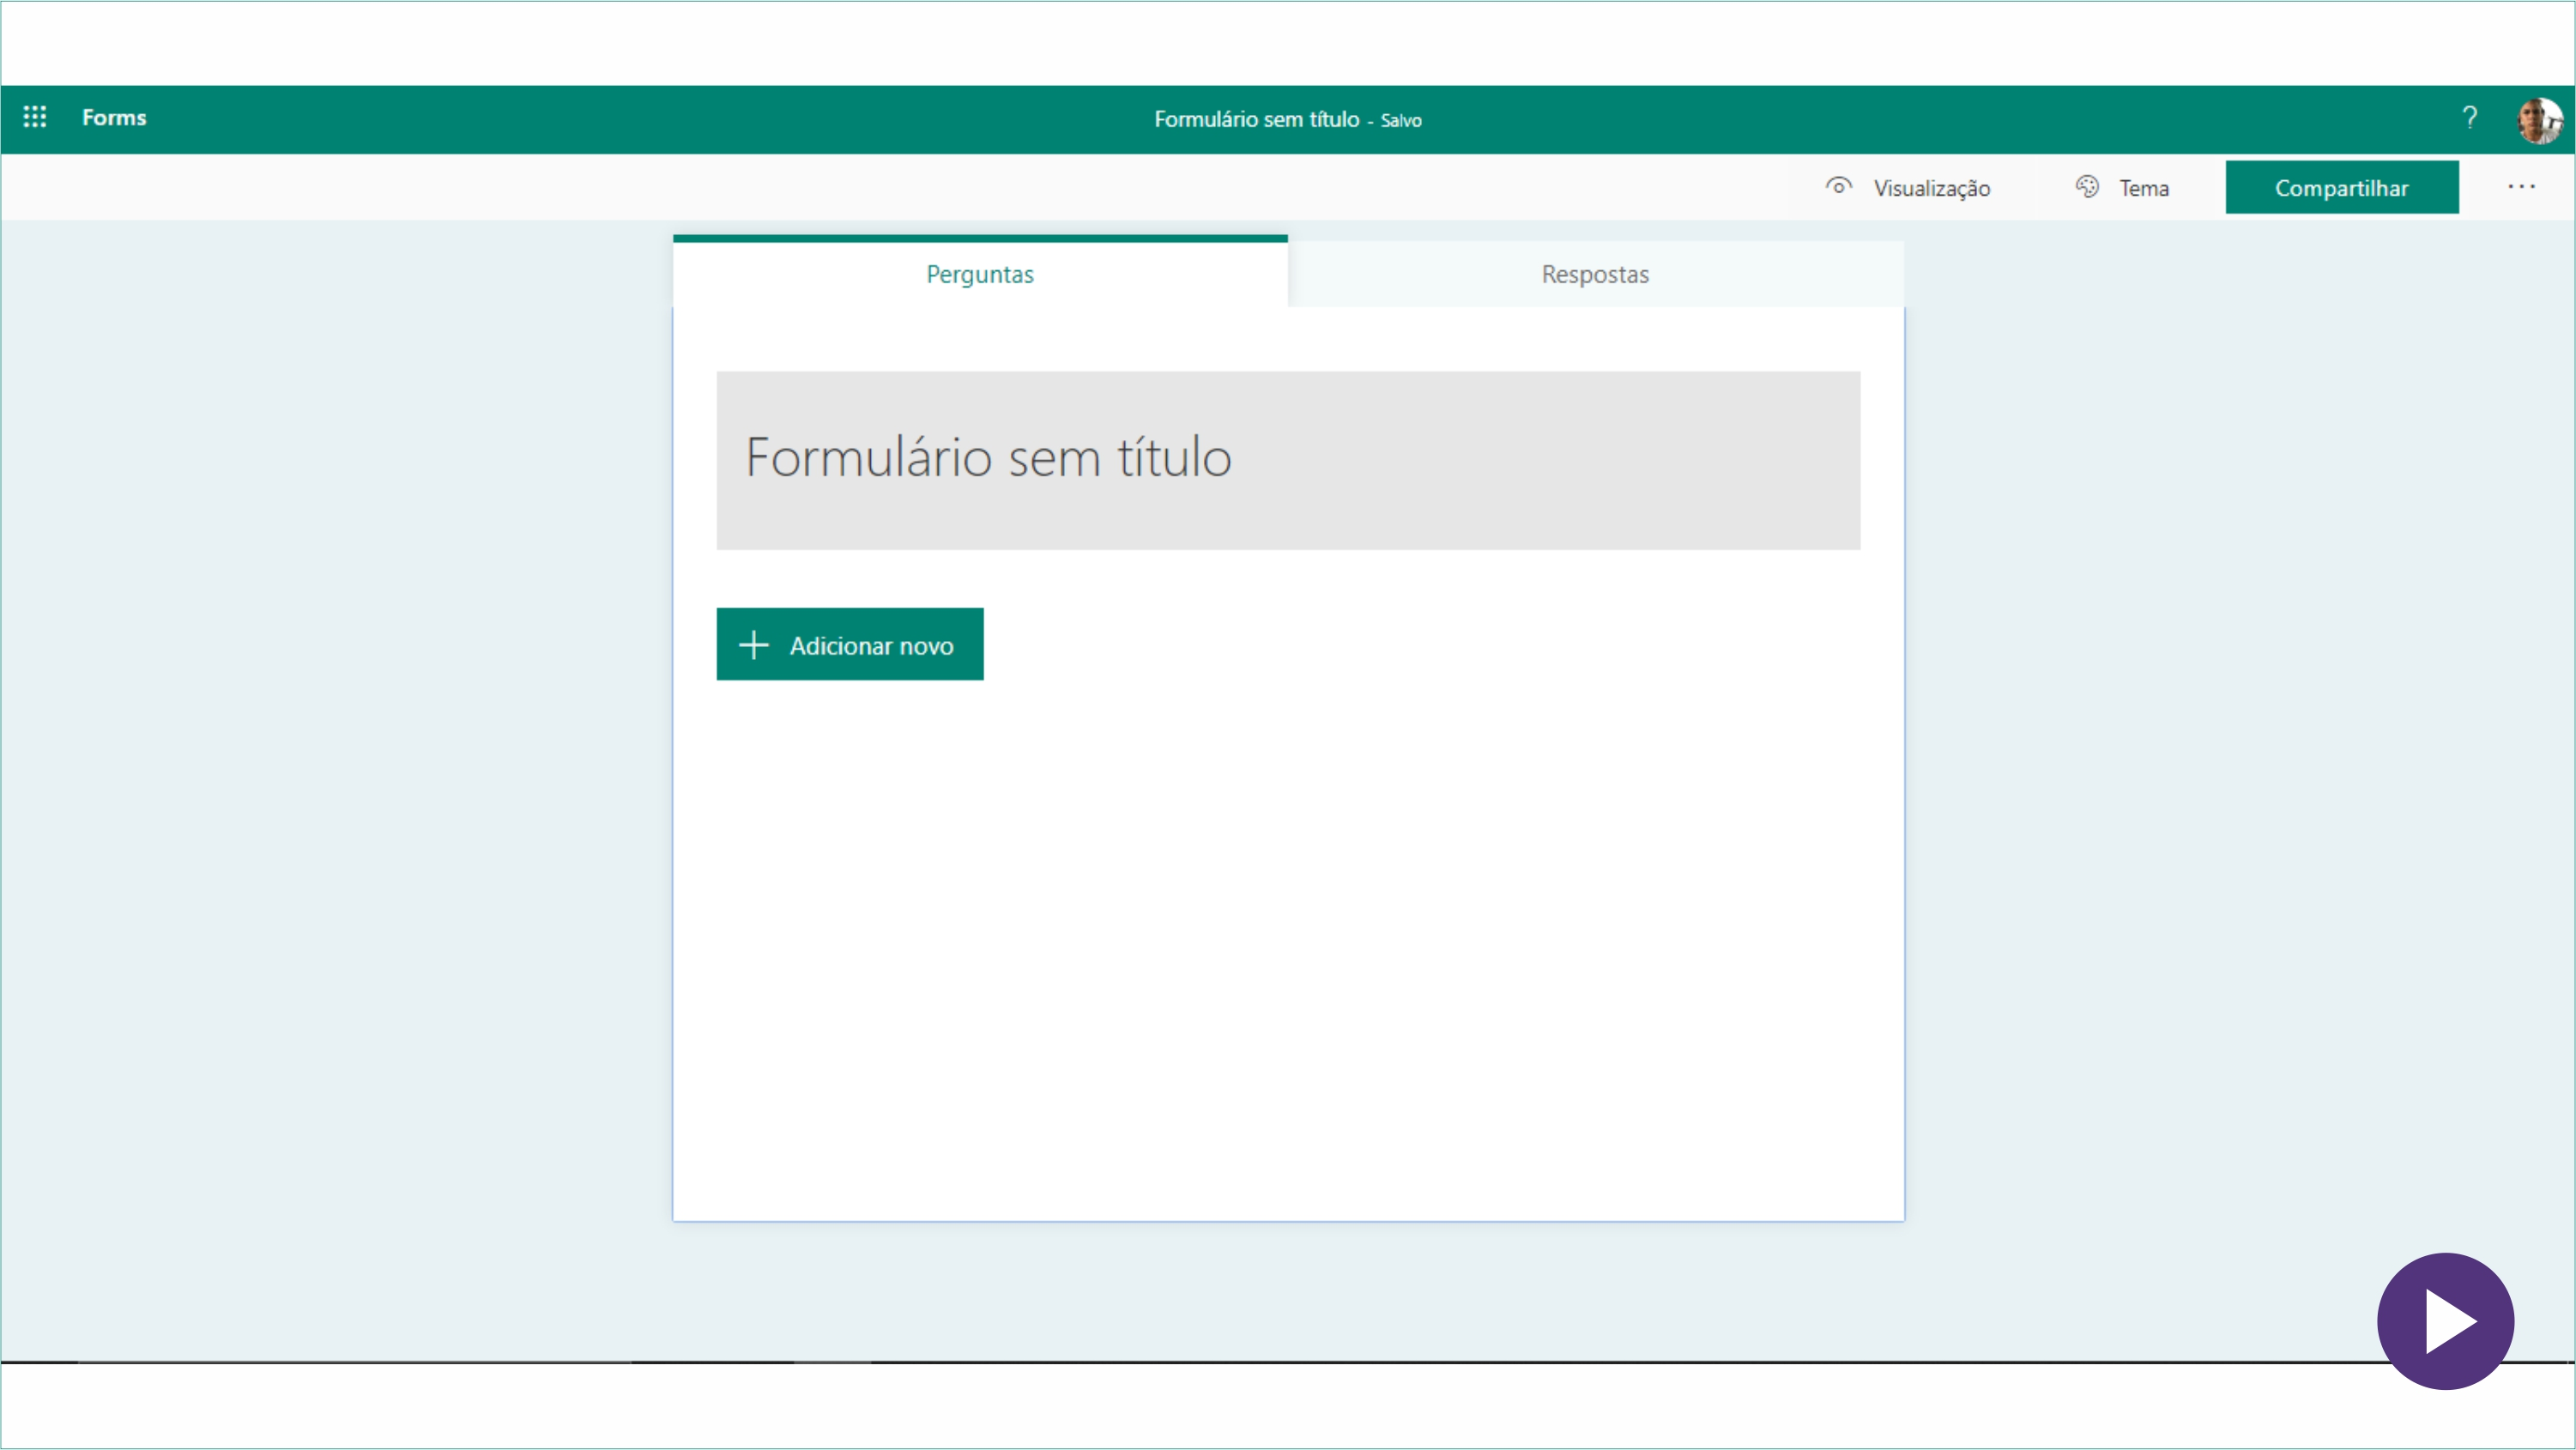 Forms
Formulário sem título - Salvo
?
Visualização
Tema
Compartilhar
...
Perguntas
Respostas
Formulário sem título
Adicionar novo